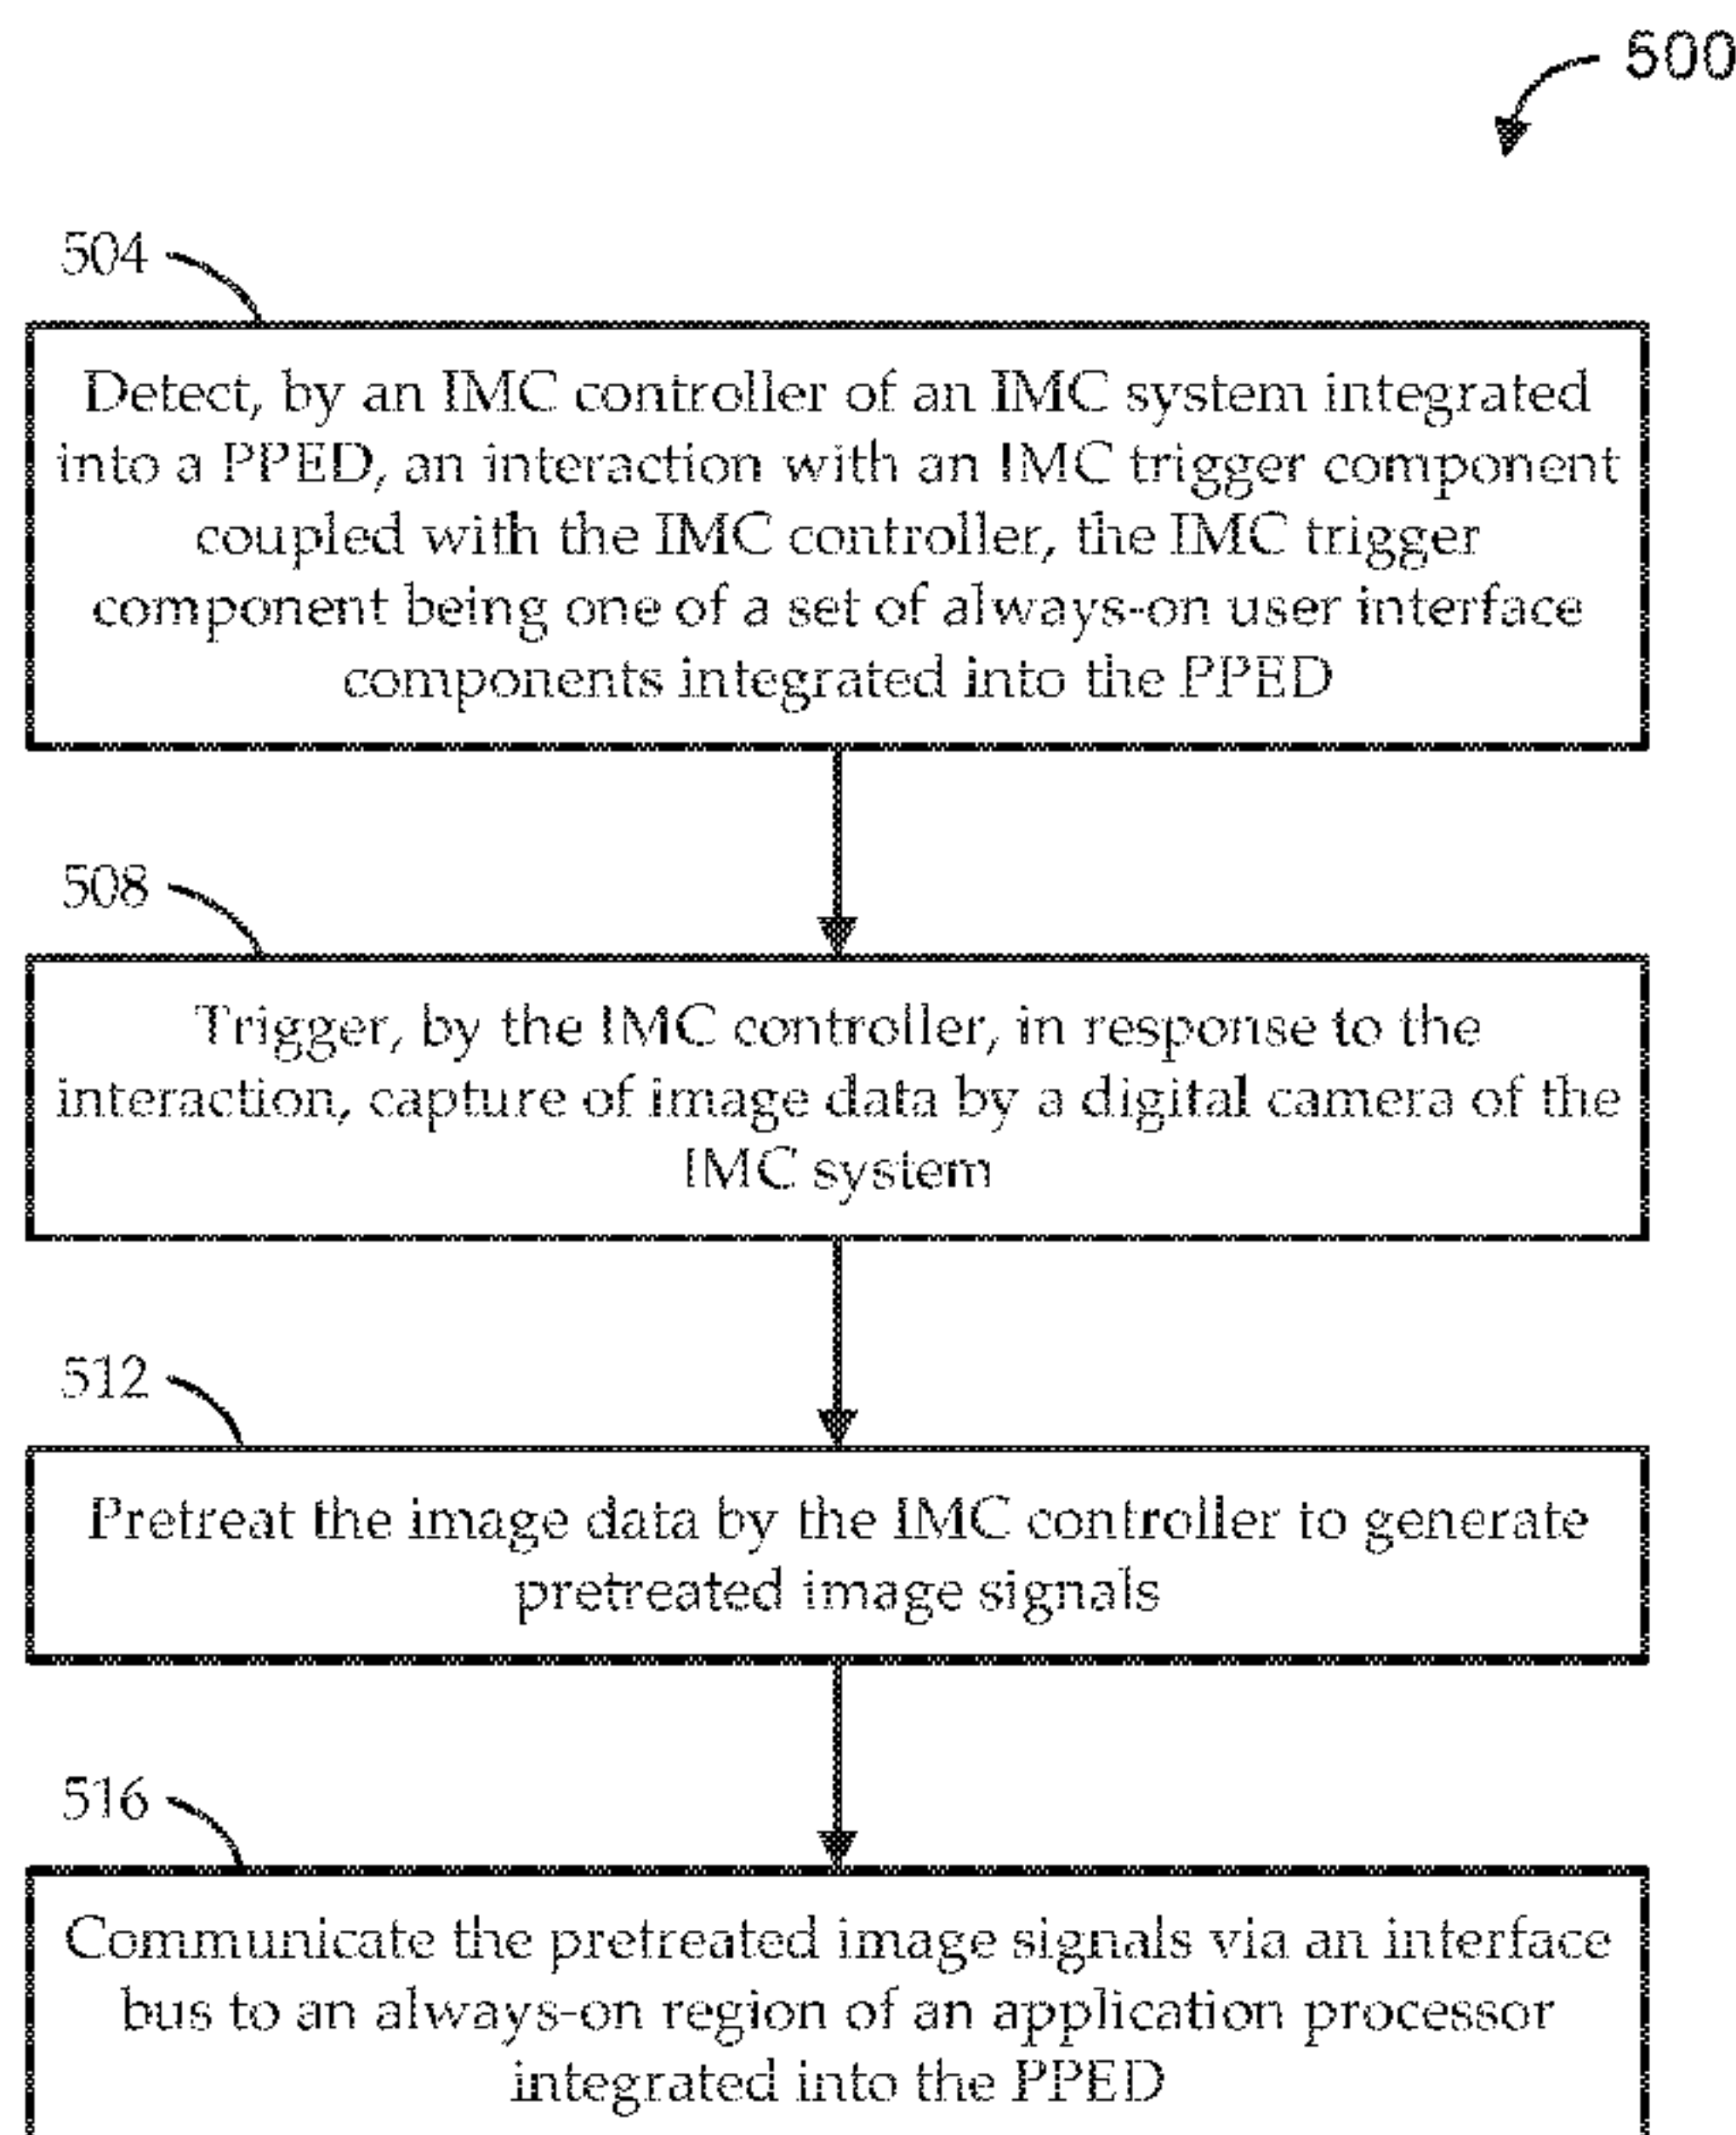 500
504
Detect, by an IMC controller of an IMC system integrated
into a PPED, an interaction with an IMC trigger component
coupled with the IMC controller, the IMC trigger
component being one of a set of always-on user interface
components integrated into the PPED
508
Trigger, by the IMC controller, in response to the
interaction, capture of image data by a digital camera of the
IMC system
512
Pretreat the image data by the IMC controller to generate
pretreated image signals
516
Communicate the pretreated image signals via an interface
bus to an always-on region of an application processor
integrated into the PPED